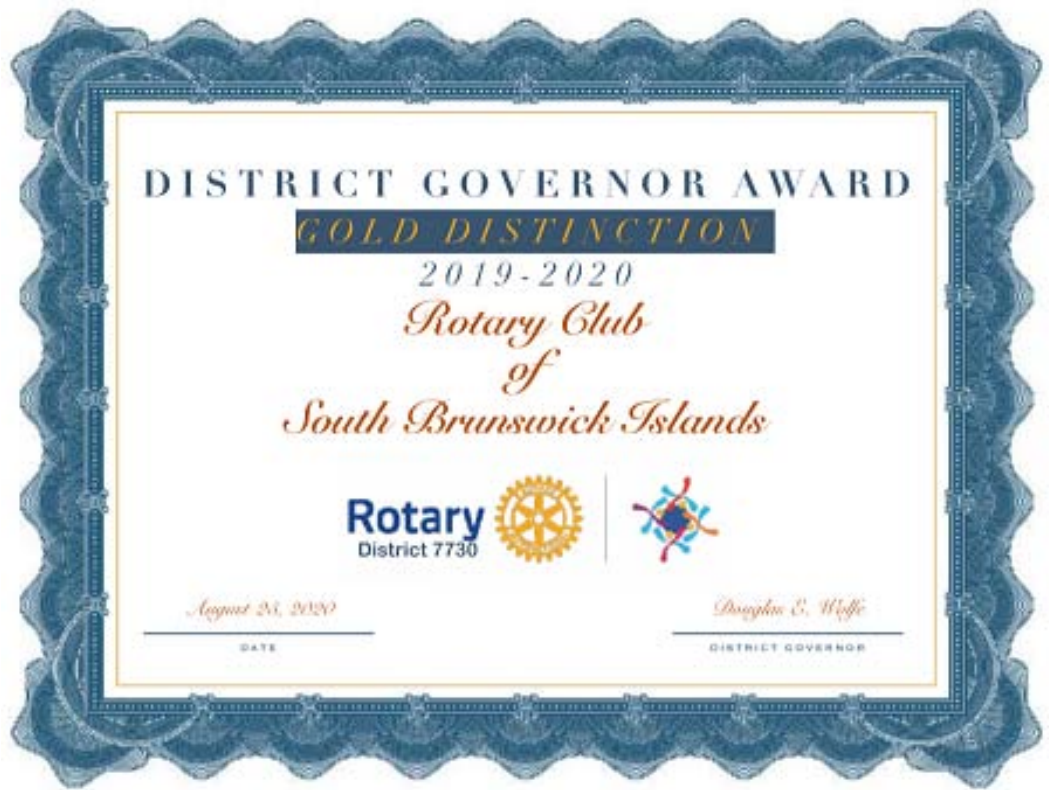 DISTRICT GOVERNOR AWARD
GOLD DISTINCTION
2019-2020
Rotary Club
of
South Brunswick Islands
Rotary
District 7730
August 25, 2020
Douglas E. Wolfe
DATE
DISTRICT GOVERNOR